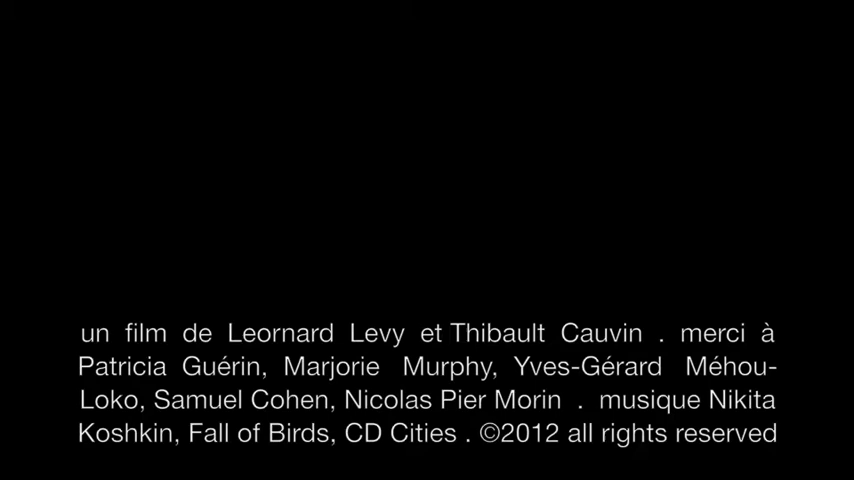 un film de Leornard Levy et Thibault Cauvin . merci à
Patricia Guérin, Marjorie Murphy, Yves-Gérard Méhou-
Loko, Samuel Cohen, Nicolas Pier Morin . musique Nikita
Koshkin, Fall of Birds, CD Cities . ©2012 all rights reserved